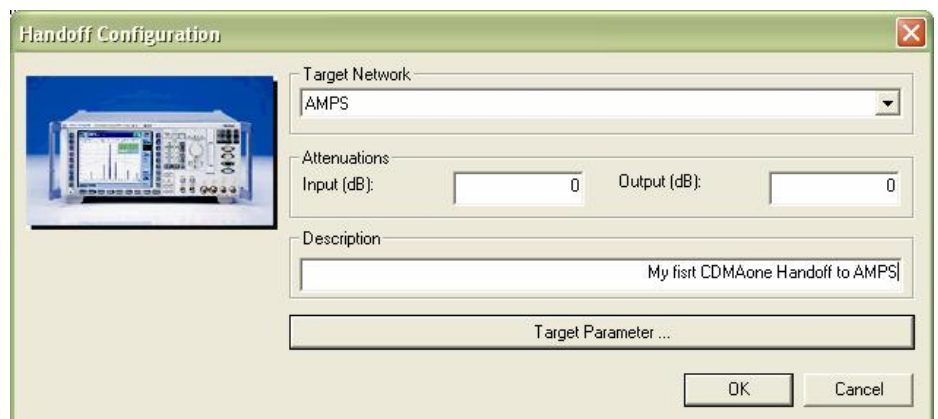 Handoff Configuration
Target Network
AMPS
Attenuations
Input (dB):
0
Output (dB):
0
Description
My fisrt CDMAone Handoff to AMPS
Target Parameter ...
OK
Cancel